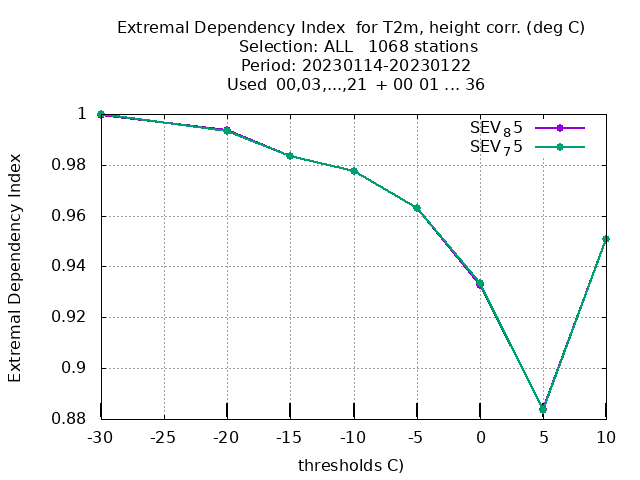 Extremal Dependency Index  for T2m, height corr. (deg C)
Selection: ALL   1068 stations
Period: 20230114-20230122
Used  00,03,...,21  + 00 01 ... 36
SEV85
SEV75
Extremal Dependency Index
1
0.98
0.96
0.94
0.92
0.9
0.88
-30 -25 -20 -15 -10 -5 0 5 10
thresholds C)